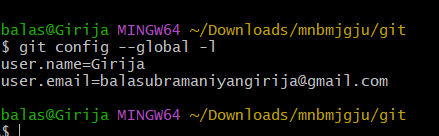 balas@Girija MINGW64 ~/Downloads/mnbmjgju/git
$ git config --global -l
user.name=Girija
user.email=balasubramaniyangirija@gmail.com
balas@Girija MINGW64 ~/Downloads/mnbmjgju/git
$